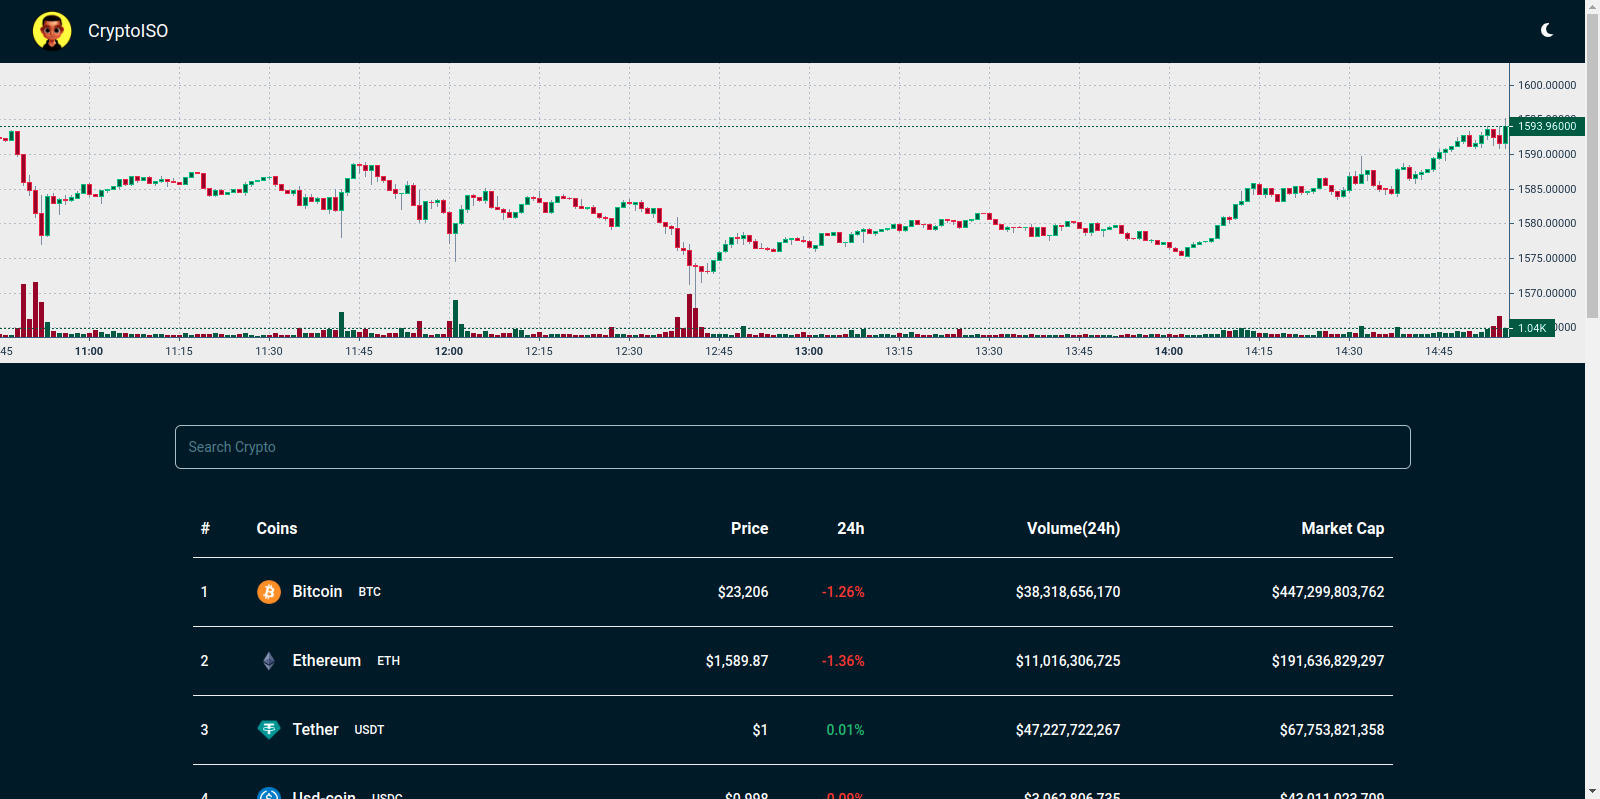 CryptoISO
1600.00000
1593.96000
1590.00000
1585.00000
1580.00000
1575.00000
1570.00000
1.04K
45 11:00 11:15 11:30 11:45 12:00 12:15 12:30 12:45 13:00 13:15 13:30 13:45 14:00 14:15 14:30 14:45
Search Crypto
# Coins Price 24h Volume(24h) Market Cap
1 Bitcoin BTC $23,206 -1.26% $38,318,656,170 $447,299,803,762
2 Ethereum ETH $1,589.87 -1.36% $11,016,306,725 $191,636,829,297
3 Tether USDT $1 0.01% $47,227,722,267 $67,753,821,358
4 Usd-coin USDC $0.998 -0.09% $3,062,806,735 $43,011,023,709